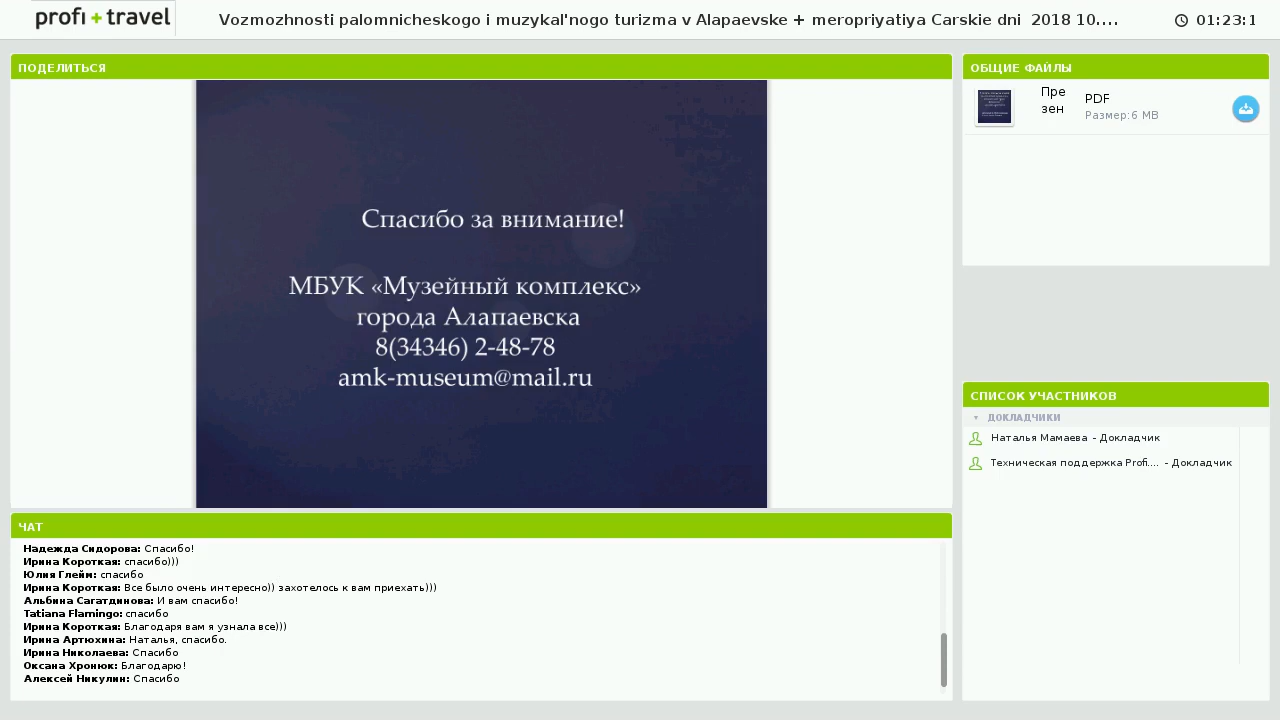 profi + travel
Vozmozhnosti palomnicheskogo i muzykal'nogo turizma v Alapaevske + meropriyatiya Carskie dni 2018 10....
01:23:1
ПОДЕЛИТЬСЯ
Спасибо за внимание!
МБУК «Музейный комплекс»
города Алапаевска
8(34346) 2-48-78
amk-museum@mail.ru
ОБЩИЕ ФАЙЛЫ
Пре
зен
PDF
Размер:6 MB
СПИСОК УЧАСТНИКОВ
ДОКЛАДЧИКИ
Наталья Мамаева - Докладчик
Техническая поддержка Profi.... - Докладчик
ЧАТ
Надежда Сидорова: Спасибо!
Ирина Короткая: спасибо)))
Юлия Глейм: спасибо
Ирина Короткая: Все было очень интересно)) захотелось к вам приехать)))
Альбина Сагатдинова: И вам спасибо!
Tatiana Flamingo: спасибо
Ирина Короткая: Благодаря вам я узнала все)))
Ирина Артюхина: Наталья, спасибо.
Ирина Николаева: Спасибо
Оксана Хронюк: Благодарю!
Алексей Никулин: Спасибо